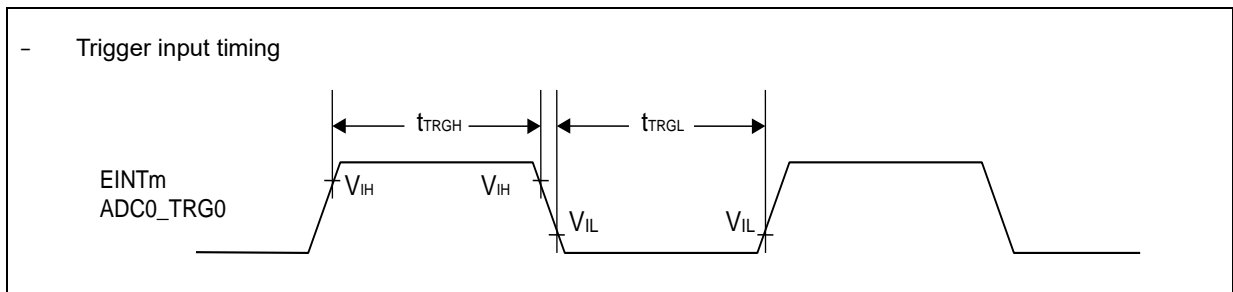 – Trigger input timing
tTRGH tTRGL
EINTm
ADC0_TRG0
VIH VIH
VIL VIL